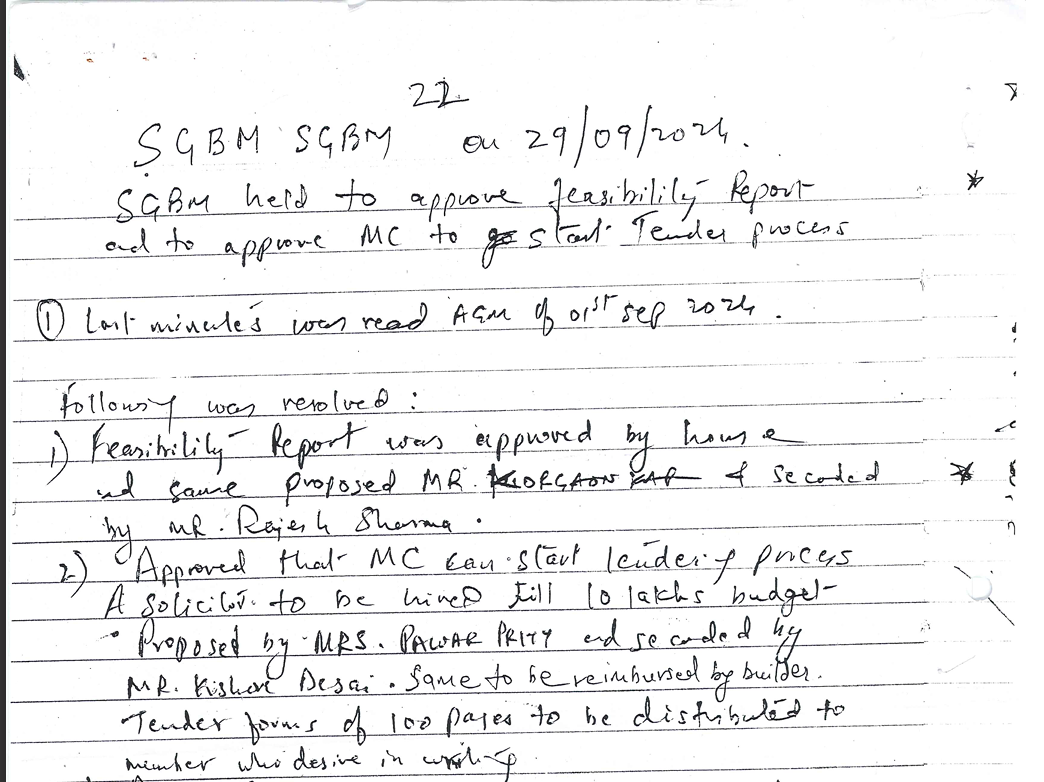 22
SGBM SGBM on 29/09/2024.
SGBM held to approve feasibility Report
and to approve MC to start Tender process
① Last minutes was read AGM of 01st sep 2024.
Following was resolved:
1) Feasibility Report was approved by house
and same proposed MR. KORGAONKAR & seconded
by MR. Rajesh Sharma.
2) Approved that MC can start tendering process
A solicitor to be hired till 10 lakhs budget
• Proposed by MRS. PAWAR PRITY and seconded by
MR. Kishori Desai. Same to be reimbursed by builder.
Tender forms of 100 pages to be distributed to
member who desire in writing